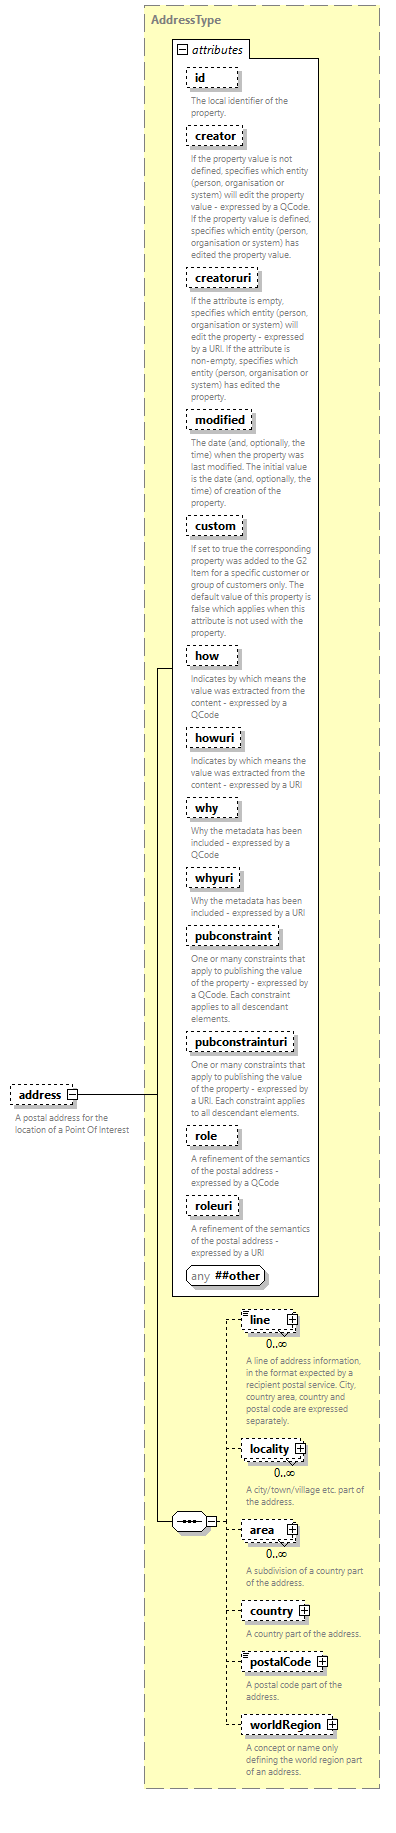 AddressType
attributes
id
The local identifier of the
property.
creator
If the property value is not
defined, specifies which entity
(person, organisation or
system) will edit the property
value - expressed by a QCode.
If the property value is defined,
specifies which entity (person,
organisation or system) has
edited the property value.
creatoruri
If the attribute is empty,
specifies which entity (person,
organisation or system) will
edit the property - expressed
by a URI. If the attribute is
non-empty, specifies which
entity (person, organisation or
system) has edited the
property.
modified
The date (and, optionally, the
time) when the property was
last modified. The initial value
is the date (and, optionally, the
time) of creation of the
property.
custom
If set to true the corresponding
property was added to the G2
Item for a specific customer or
group of customers only. The
default value of this property is
false which applies when this
attribute is not used with the
property.
how
Indicates by which means the
value was extracted from the
content - expressed by a
QCode
howuri
Indicates by which means the
value was extracted from the
content - expressed by a URI
why
Why the metadata has been
included - expressed by a
QCode
whyuri
Why the metadata has been
included - expressed by a URI
pubconstraint
One or many constraints that
apply to publishing the value
of the property - expressed by
a QCode. Each constraint
applies to all descendant
elements.
pubconstrainturi
One or many constraints that
apply to publishing the value
of the property - expressed by
a URI. Each constraint applies
to all descendant elements.
address
A postal address for the
location of a Point Of Interest
role
A refinement of the semantics
of the postal address -
expressed by a QCode
roleuri
A refinement of the semantics
of the postal address -
expressed by a URI
any ##other
line
0..∞
A line of address information,
in the format expected by a
recipient postal service. City,
country area, country and
postal code are expressed
separately.
locality
0..∞
A city/town/village etc. part of
the address.
area
0..∞
A subdivision of a country part
of the address.
country
A country part of the address.
postalCode
A postal code part of the
address.
worldRegion
A concept or name only
defining the world region part
of an address.